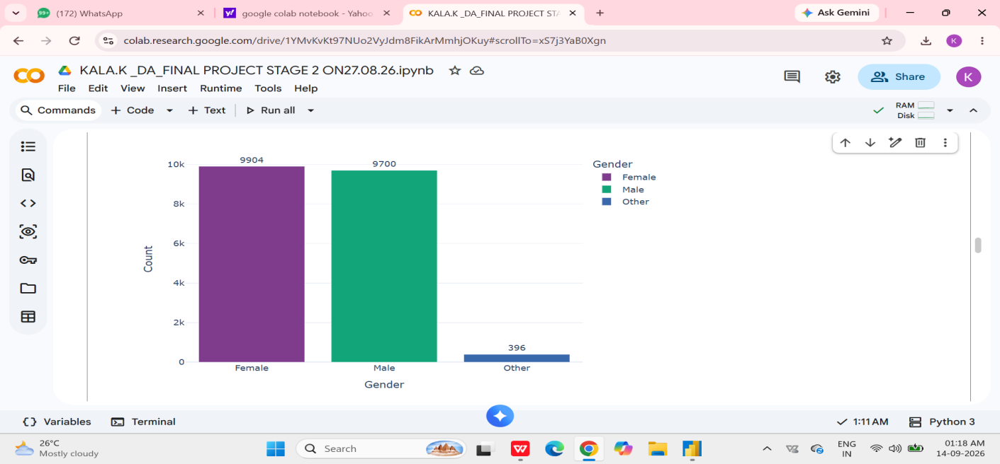 99+ (172) WhatsApp
y! google colab notebook - Yahoo
KALA.K _DA_FINAL PROJECT STA
Ask Gemini
colab.research.google.com/drive/1YMvKvKt97NUo2VyJdm8FikArMmhjOKuy#scrollTo=xS7j3YaB0Xgn
K
KALA.K _DA_FINAL PROJECT STAGE 2 ON27.08.26.ipynb
Share
K
File Edit View Insert Runtime Tools Help
Commands + Code + Text Run all
RAM
Disk
9904
9700
396
10k
8k
6k
4k
2k
0
Count
Female Male Other
Gender
Gender
Female
Male
Other
Variables Terminal
1:11 AM Python 3
26°C
Mostly cloudy
Search
W
ENG
IN
01:18 AM
14-09-2026